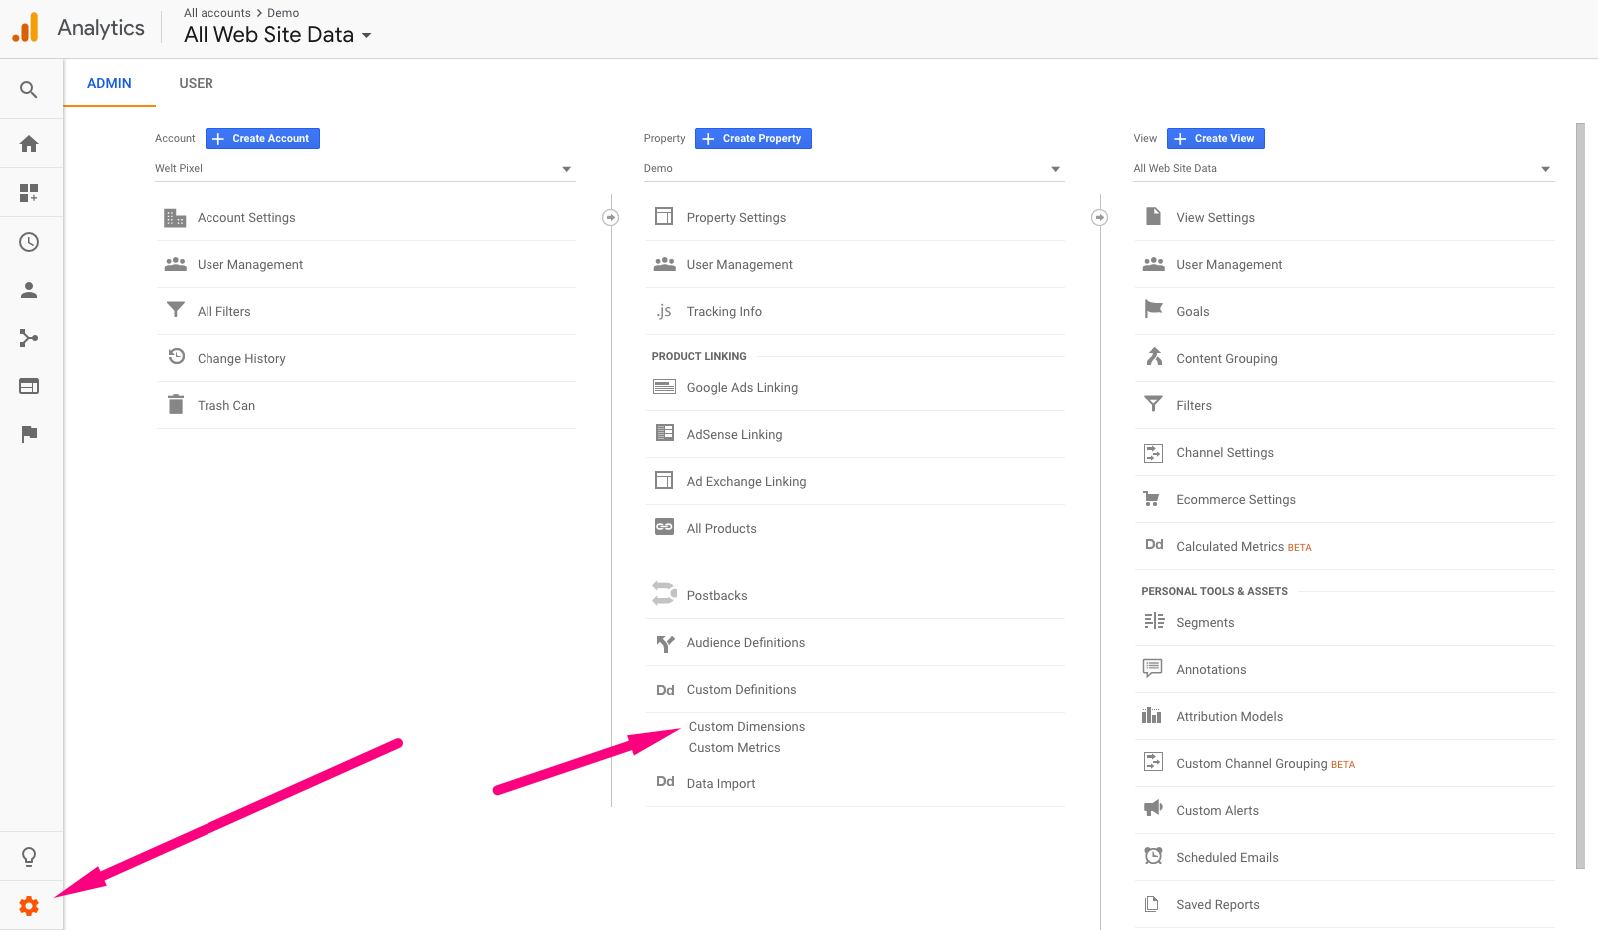 Analytics
All accounts > Demo
All Web Site Data
ADMIN
USER
Account
Create Account
Welt Pixel
Account Settings
User Management
All Filters
Change History
Trash Can
Property
Create Property
Demo
Property Settings
User Management
.js Tracking Info
PRODUCT LINKING
Google Ads Linking
AdSense Linking
Ad Exchange Linking
All Products
Postbacks
Audience Definitions
Dd Custom Definitions
Custom Dimensions
Custom Metrics
Dd Data Import
View
Create View
All Web Site Data
View Settings
User Management
Goals
Content Grouping
Filters
Channel Settings
Ecommerce Settings
Dd Calculated Metrics BETA
PERSONAL TOOLS & ASSETS
Segments
Annotations
Attribution Models
Custom Channel Grouping BETA
Custom Alerts
Scheduled Emails
Saved Reports